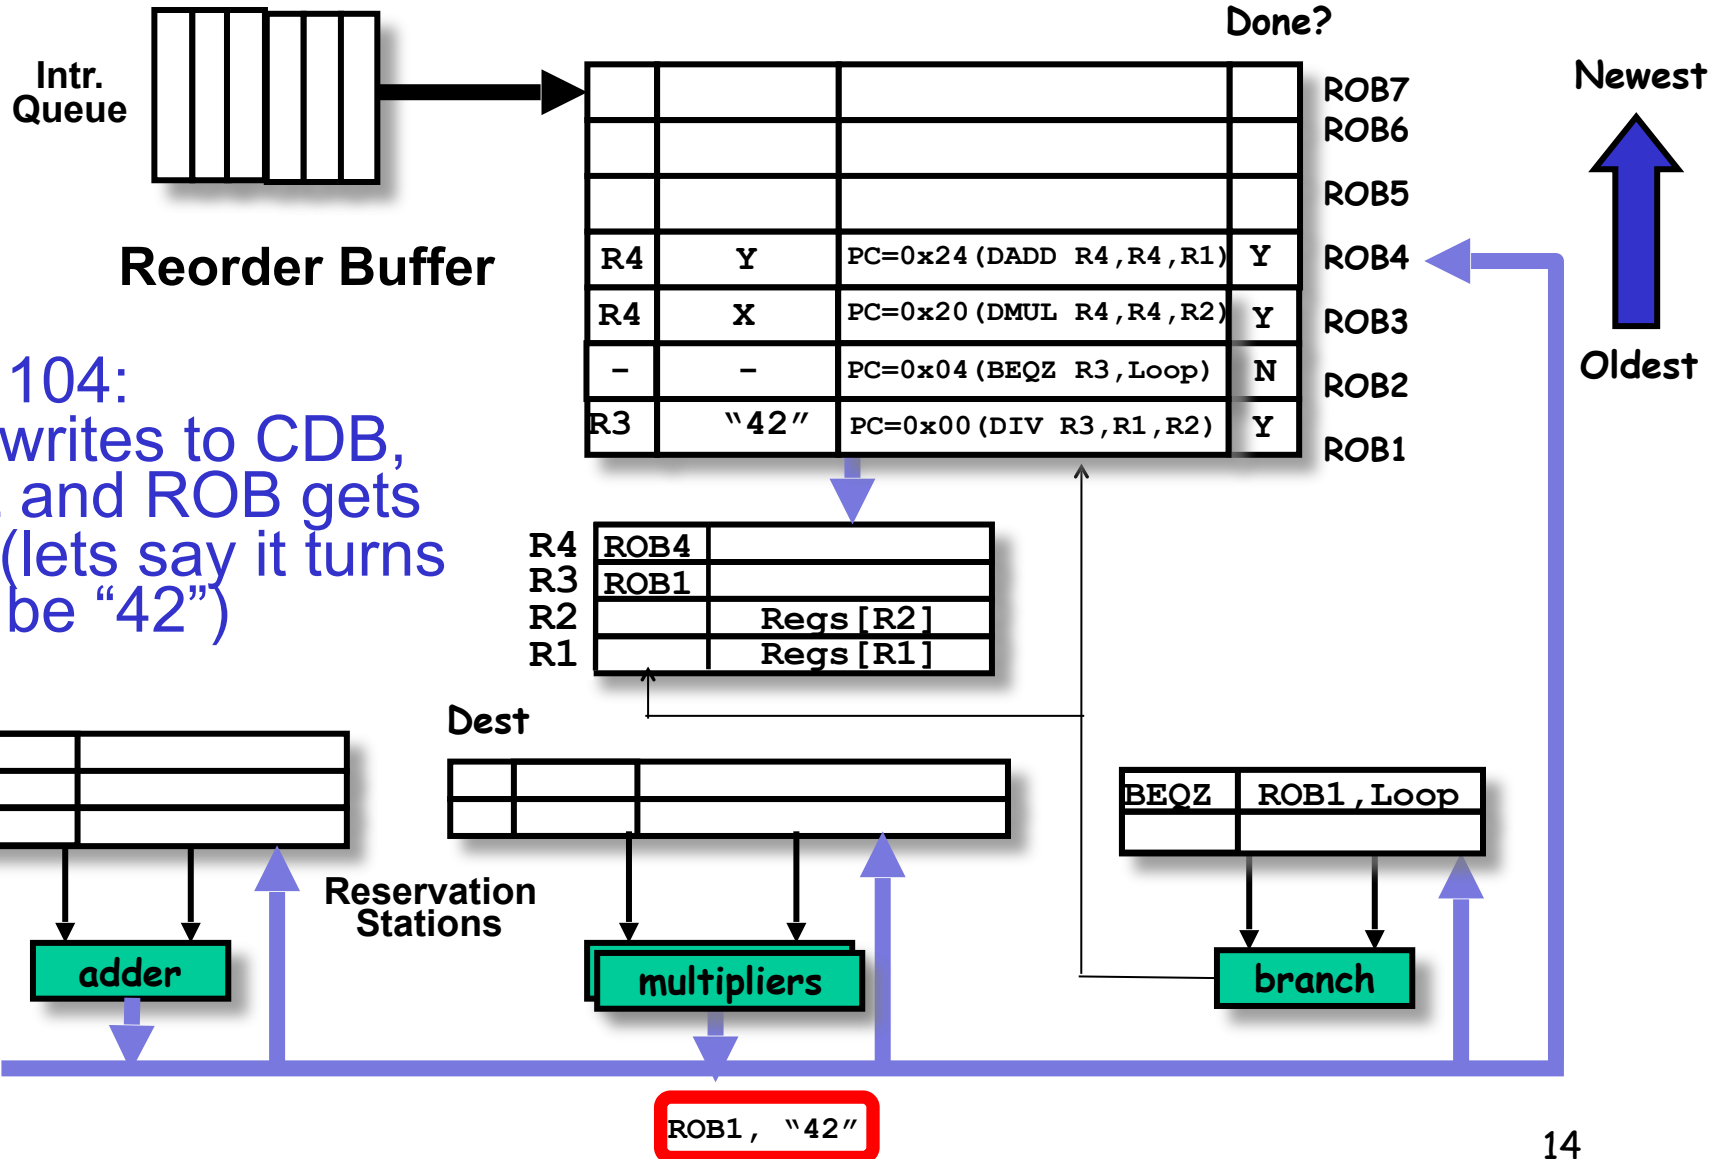 Done?
Intr.
Queue
Newest
ROB7
ROB6
ROB5
R4 Y PC=0x24(DADD R4,R4,R1) Y ROB4
Reorder Buffer
R4 X PC=0x20(DMUL R4,R4,R2) Y ROB3
- - PC=0x04(BEQZ R3,Loop) N ROB2
Oldest
R3 “42” PC=0x00(DIV R3,R1,R2) Y ROB1
104:
writes to CDB,
and ROB gets
(lets say it turns
be “42”)
R4 ROB4
R3 ROB1
R2 Regs[R2]
R1 Regs[R1]
Dest
BEQZ ROB1,Loop
Reservation
Stations
adder
multipliers
branch
ROB1, “42”
14